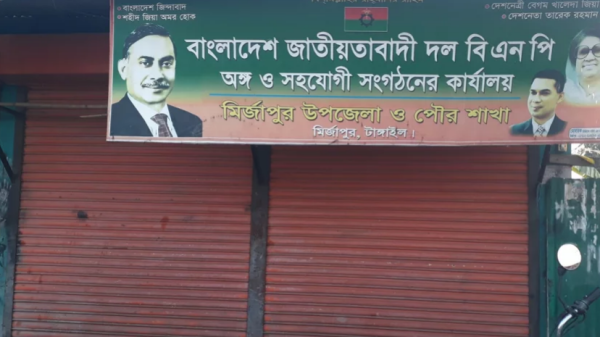 ○ বাংলাদেশ জিন্দাবাদ
○ শহীদ জিয়া অমর হোক
○ দেশনেত্রী বেগম খালেদা জিয়া
○ দেশনেতা তারেক রহমান
বাংলাদেশ জাতীয়তাবাদী দল বি এন পি
অঙ্গ ও সহযোগী সংগঠনের কার্যালয়
মির্জাপুর উপজেলা ও পৌর শাখা
মির্জাপুর, টাঙ্গাইল।